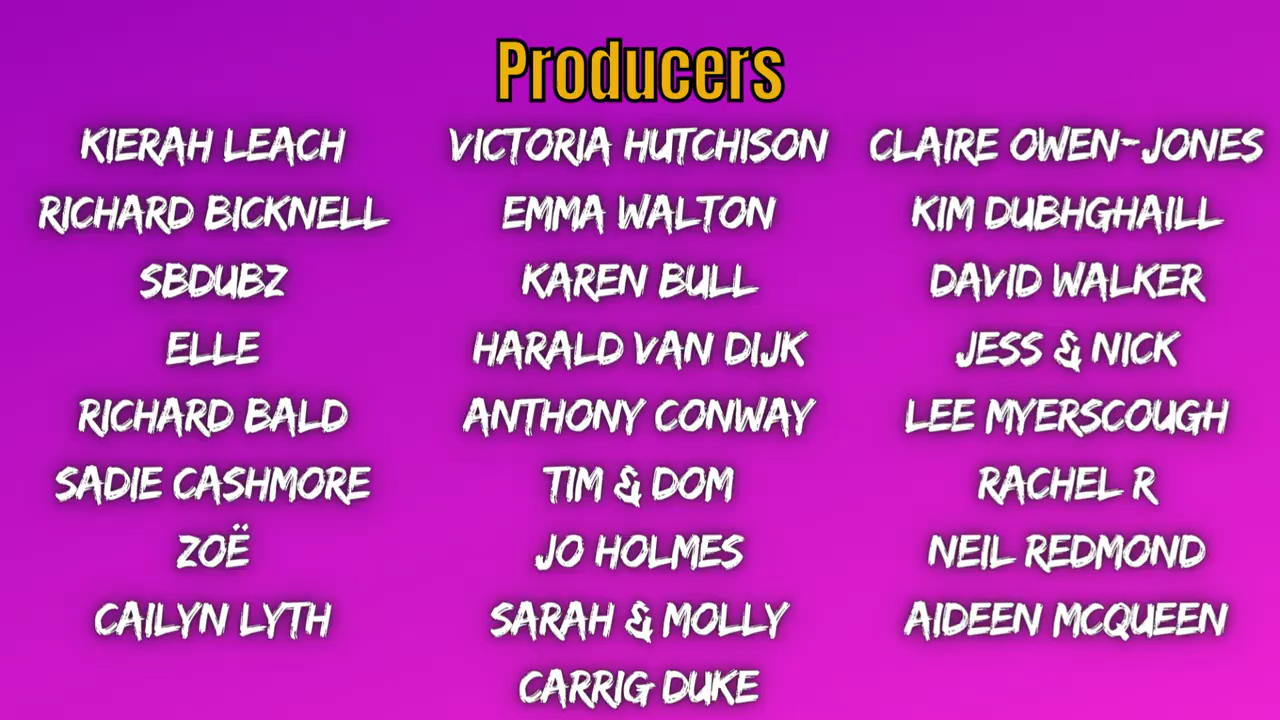 Producers
KIERAH LEACH
RICHARD BICKNELL
SBDUBZ
ELLE
RICHARD BALD
SADIE CASHMORE
ZOË
CAILYN LYTH
VICTORIA HUTCHISON
EMMA WALTON
KAREN BULL
HARALD VAN DIJK
ANTHONY CONWAY
TIM & DOM
JO HOLMES
SARAH & MOLLY
CARRIG DUKE
CLAIRE OWEN-JONES
KIM DUBHGHAILL
DAVID WALKER
JESS & NICK
LEE MYERSCOUGH
RACHEL R
NEIL REDMOND
AIDEEN MCQUEEN